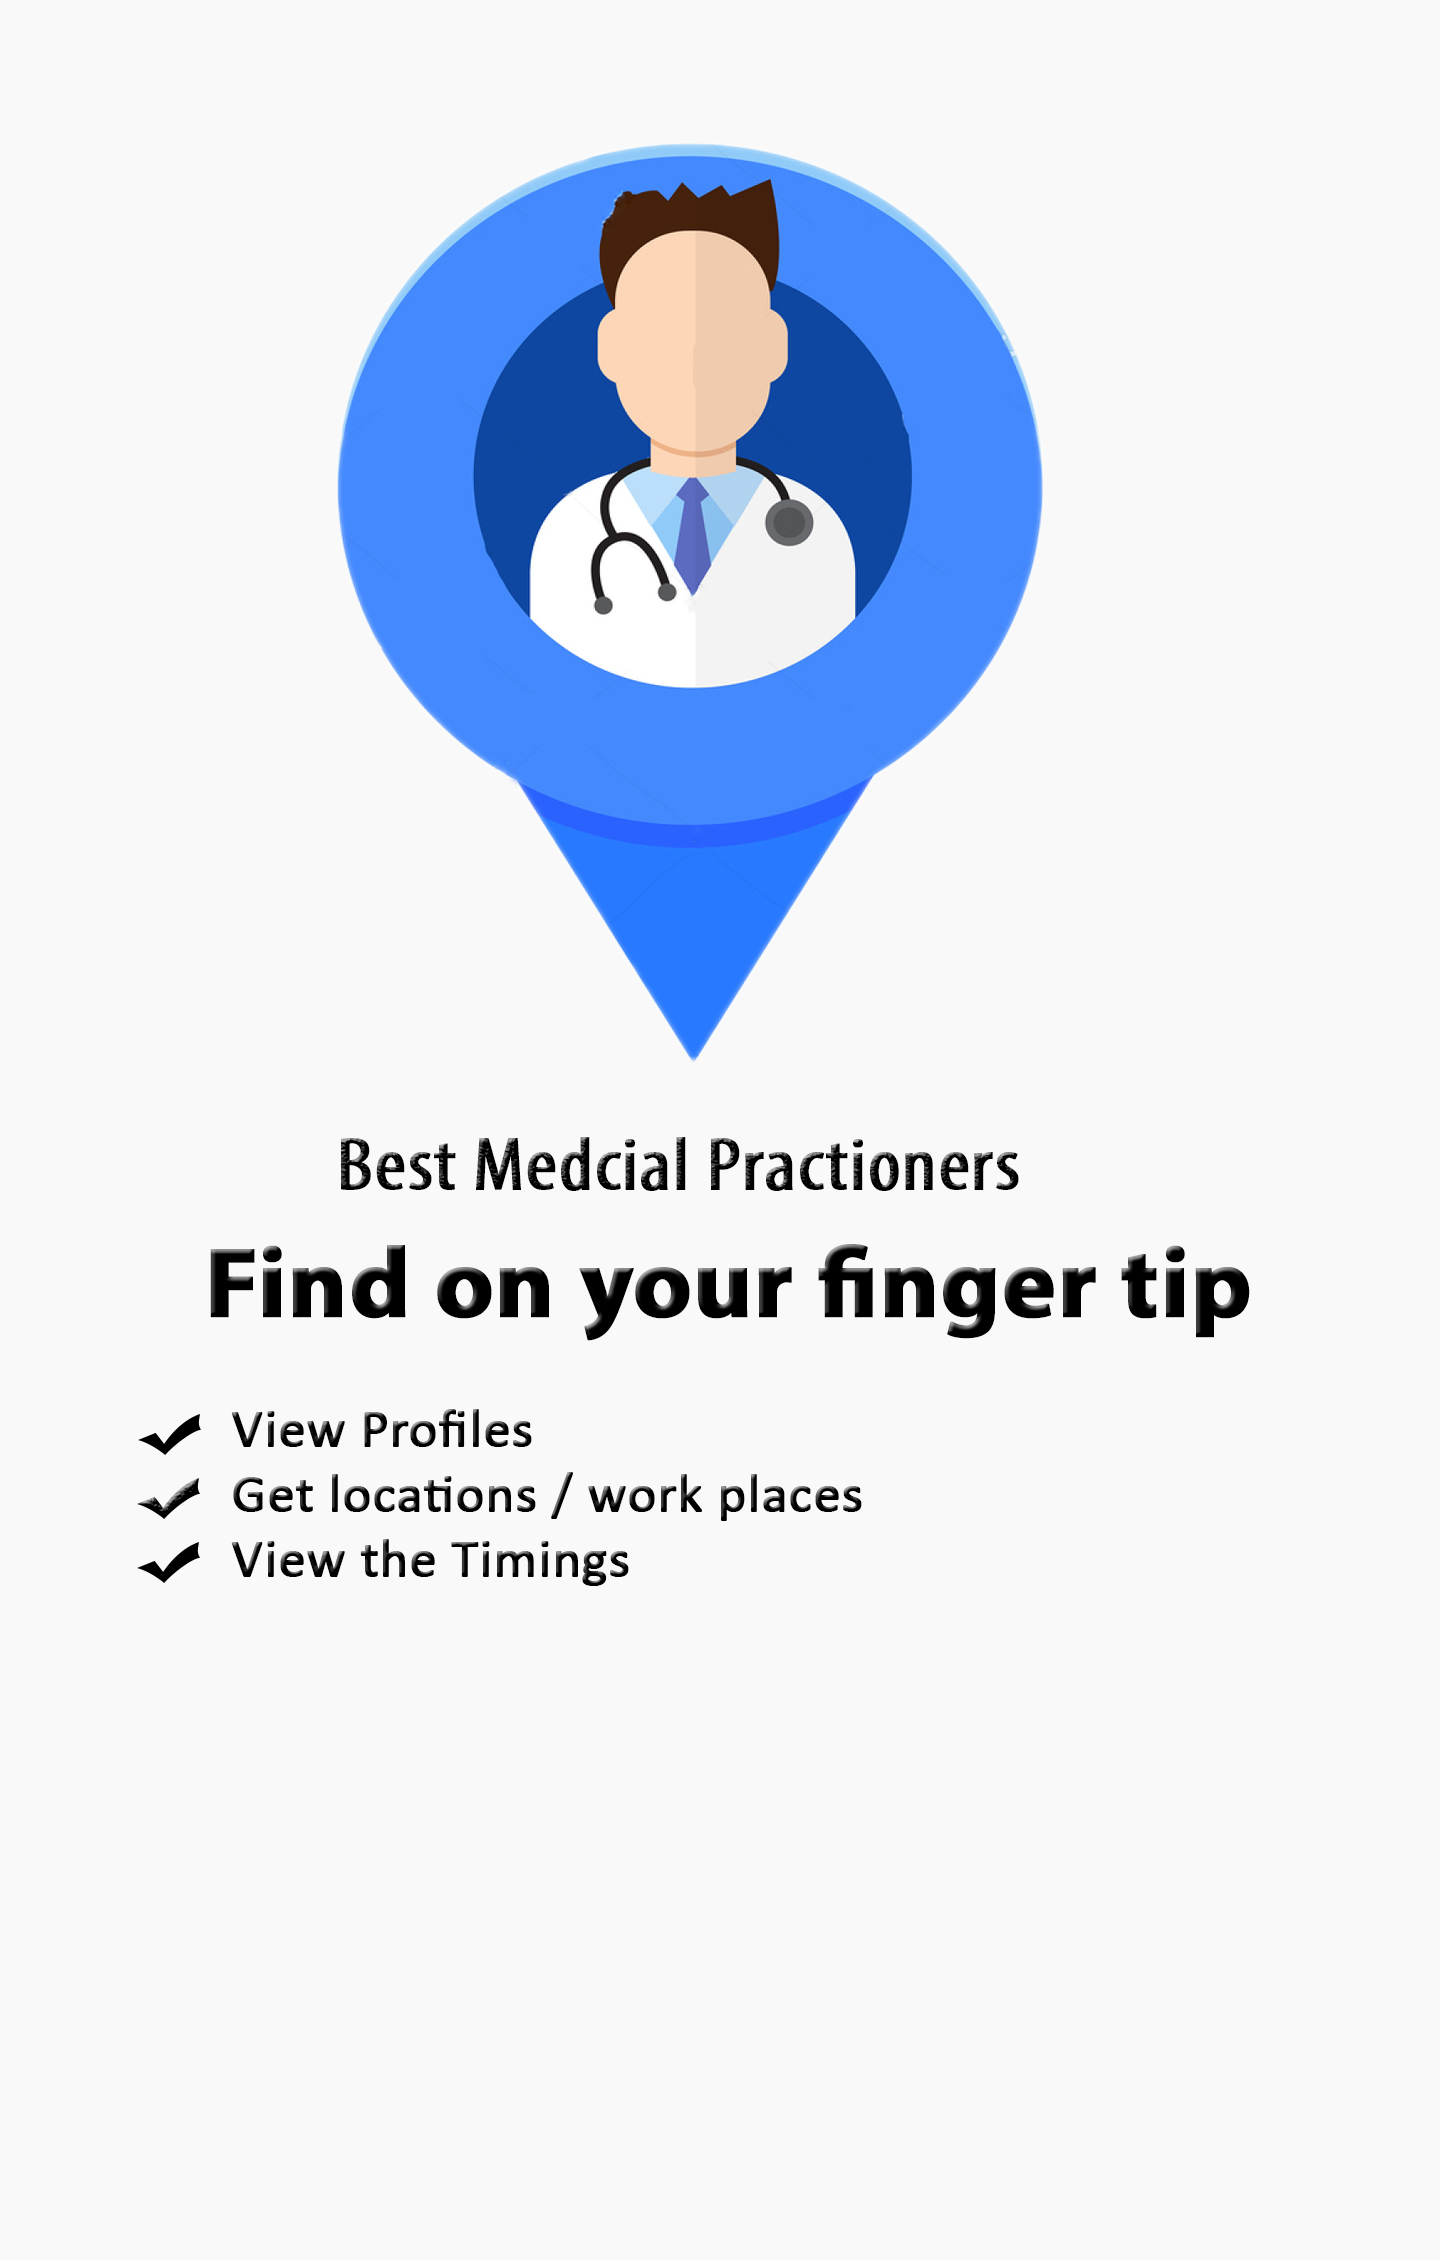 Best Medcial Practioners
Find on your finger tip
View Profiles
Get locations / work places
View the Timings